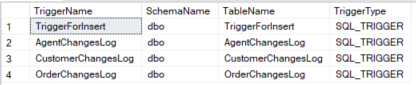 TriggerName SchemaName TableName TriggerType
1 TriggerForInsert dbo TriggerForInsert SQL_TRIGGER
2 AgentChangesLog dbo AgentChangesLog SQL_TRIGGER
3 CustomerChangesLog dbo CustomerChangesLog SQL_TRIGGER
4 OrderChangesLog dbo OrderChangesLog SQL_TRIGGER